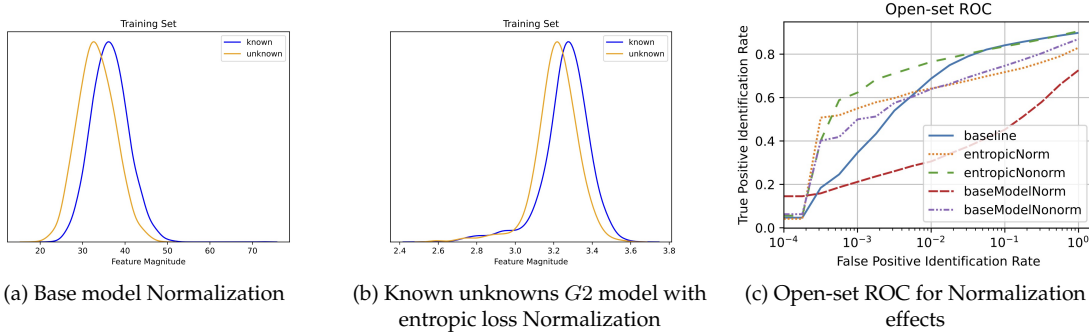 Training Set
known
unknown
20
30
40
50
60
70
Feature Magnitude
(a) Base model Normalization
Training Set
known
unknown
2.4
2.6
2.8
3.0
3.2
3.4
3.6
3.8
Feature Magnitude
(b) Known unknowns G2 model with
entropic loss Normalization
Open-set ROC
True Positive Identification Rate
0.8
0.6
0.4
0.2
0.0
baseline
entropicNorm
entropicNonorm
baseModelNorm
baseModelNonorm
10⁻⁴
10⁻³
10⁻²
10⁻¹
10⁰
False Positive Identification Rate
(c) Open-set ROC for Normalization
effects